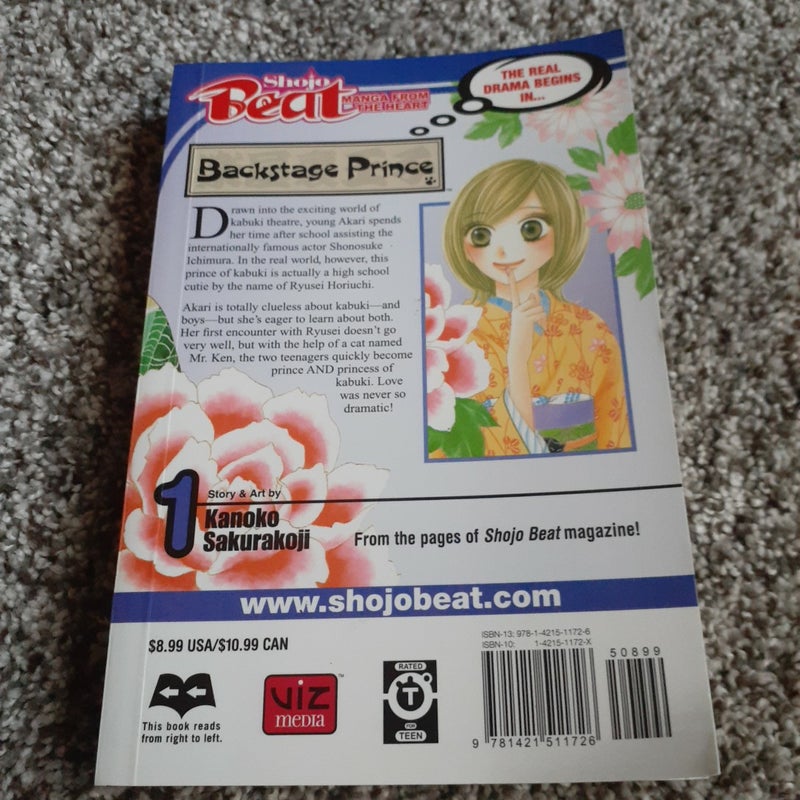 Shojo
Beat
MANGA FROM
THE HEART
THE REAL
DRAMA BEGINS
IN...
Backstage Prince
Drawn into the exciting world of
kabuki theatre, young Akari spends
her time after school assisting the
internationally famous actor Shonosuke
Ichimura. In the real world, however, this
prince of kabuki is actually a high school
cutie by the name of Ryusei Horiuchi.
Akari is totally clueless about kabuki—and
boys—but she's eager to learn about both.
Her first encounter with Ryusei doesn't go
very well, but with the help of a cat named
Mr. Ken, the two teenagers quickly become
prince AND princess of
kabuki. Love
was never so
dramatic!
1
Story & Art by
Kanoko
Sakurakoji
From the pages of Shojo Beat magazine!
www.shojobeat.com
$8.99 USA/$10.99 CAN
This book reads
from right to left.
VIZ
MEDIA
™
RATED
T
FOR
TEEN
ISBN-13: 978-1-4215-1172-6
ISBN-10: 1-4215-1172-X
50899
9 781421 511726